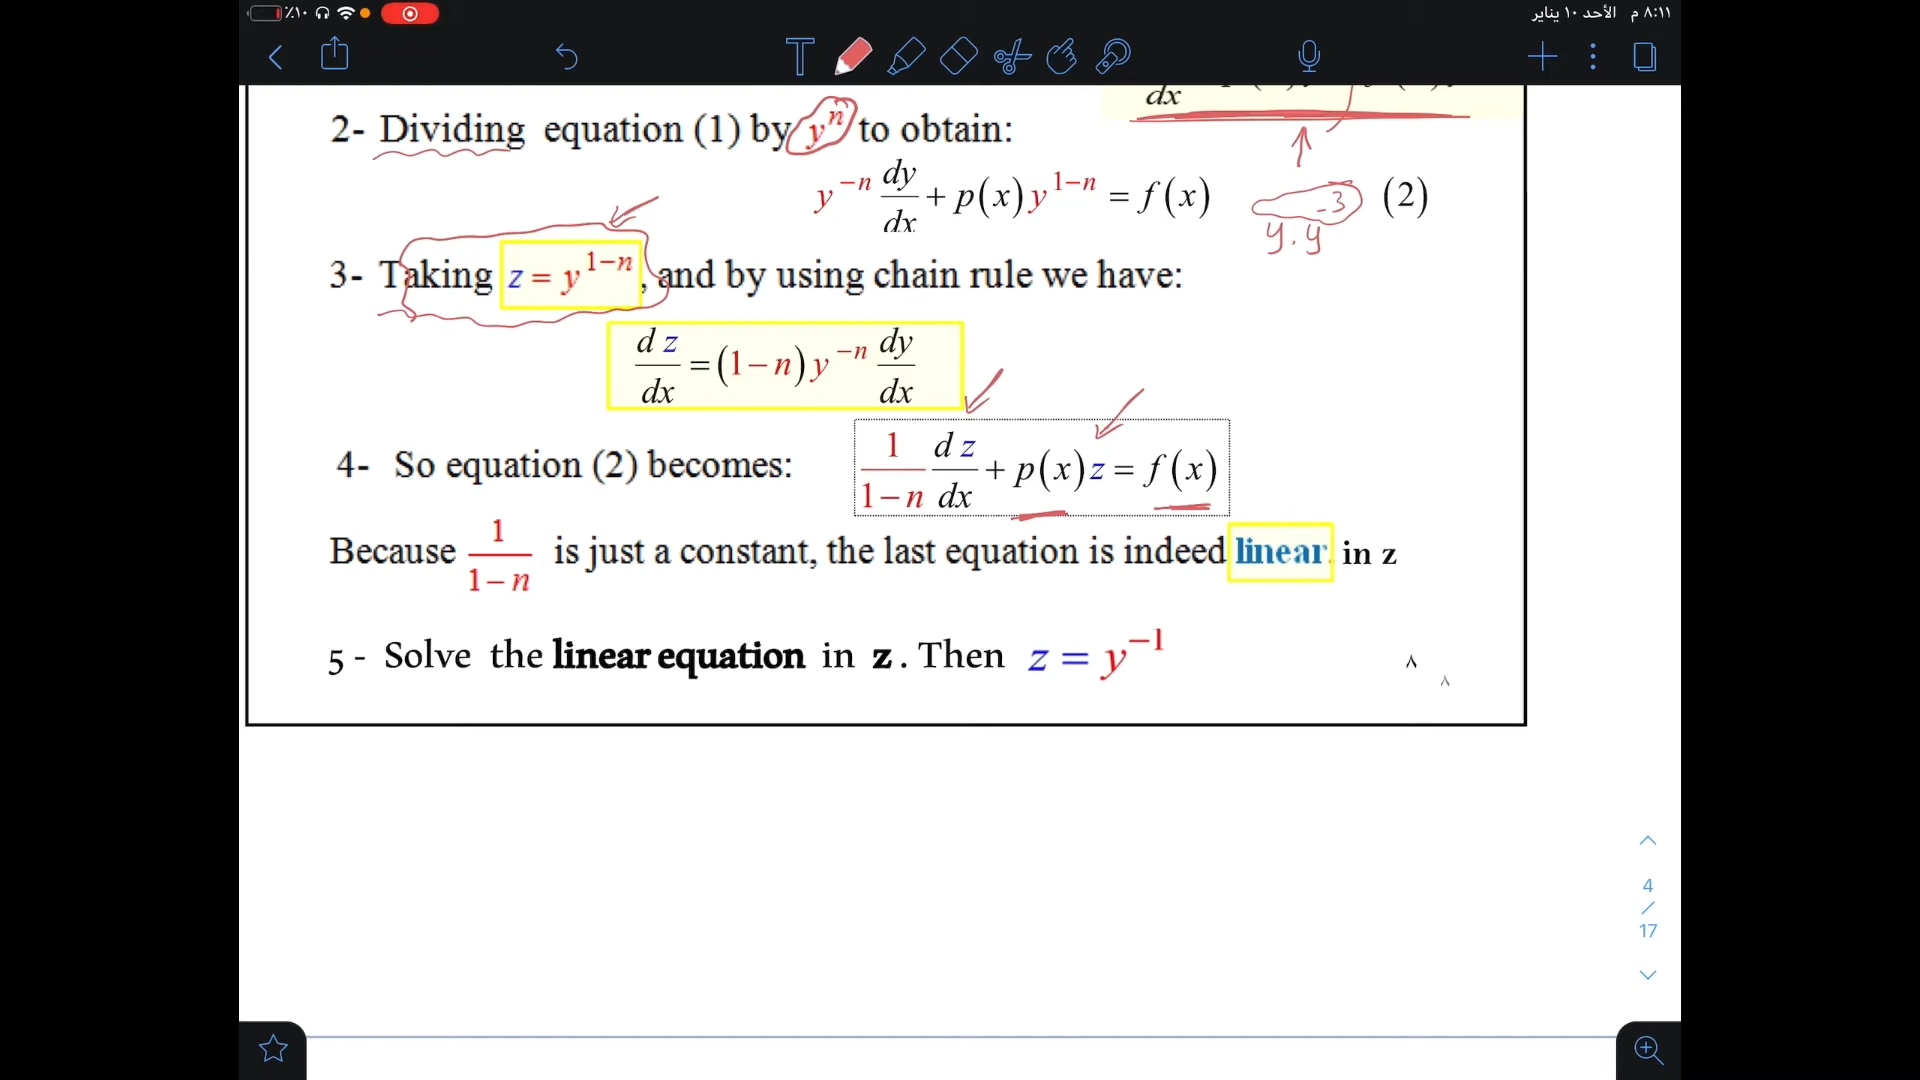 ٪١٠
٨:١١ م الأحد ١٠ يناير
dx
2- Dividing equation (1) by yⁿ to obtain:
y^{-n} dy/dx + p(x)y^{1-n} = f(x) (2)
-3
y . y
3- Taking z = y^{1-n}, and by using chain rule we have:
dz/dx = (1-n)y^{-n} dy/dx
4- So equation (2) becomes: 1/(1-n) dz/dx + p(x)z = f(x)
Because 1/(1-n) is just a constant, the last equation is indeed linear. in z
5 - Solve the linear equation in z. Then z = y^{-1}
٨
٨
4
/
17